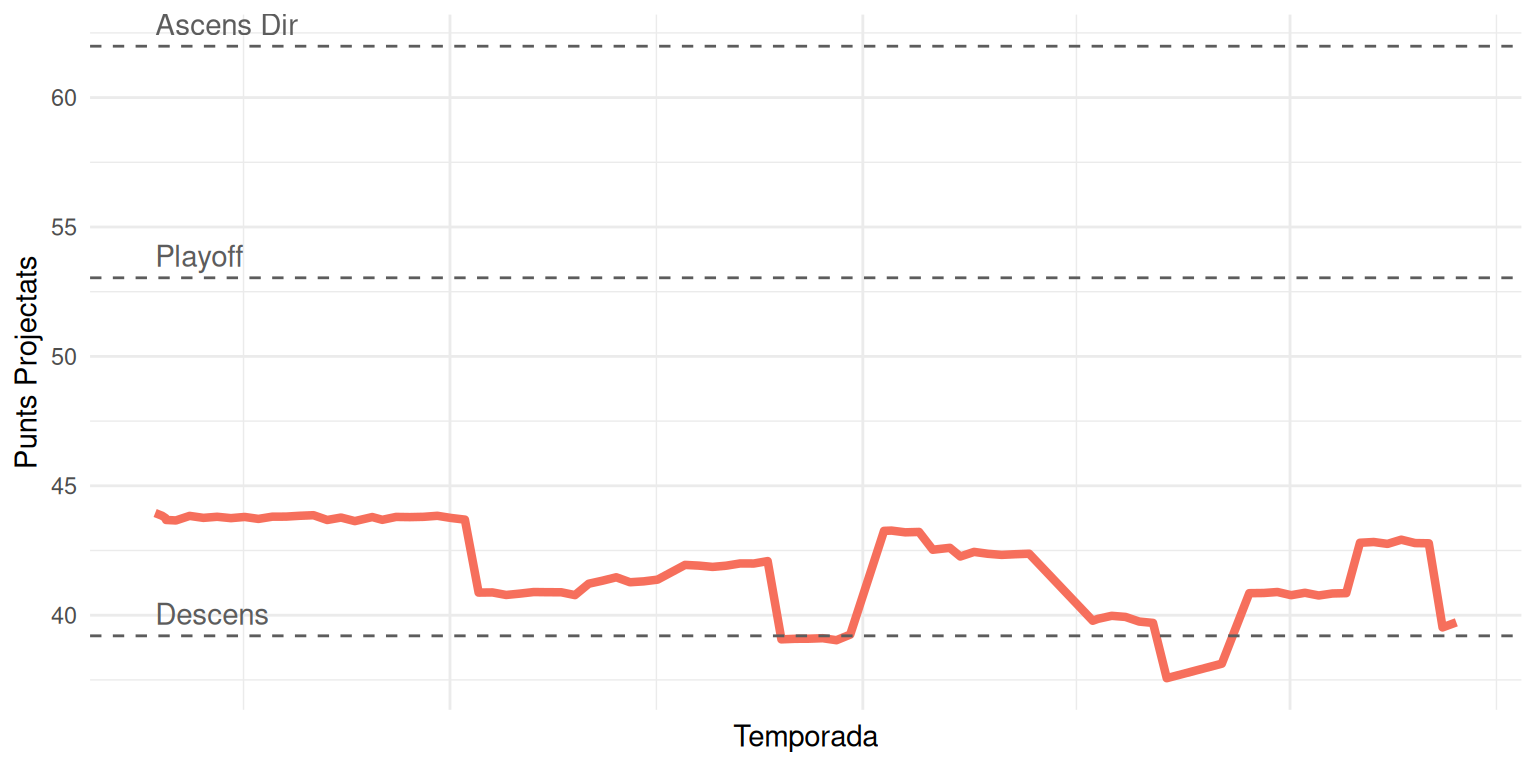 Ascens Dir
60
55
Playoff
50
45
40
Descens
Punts Projectats
Temporada